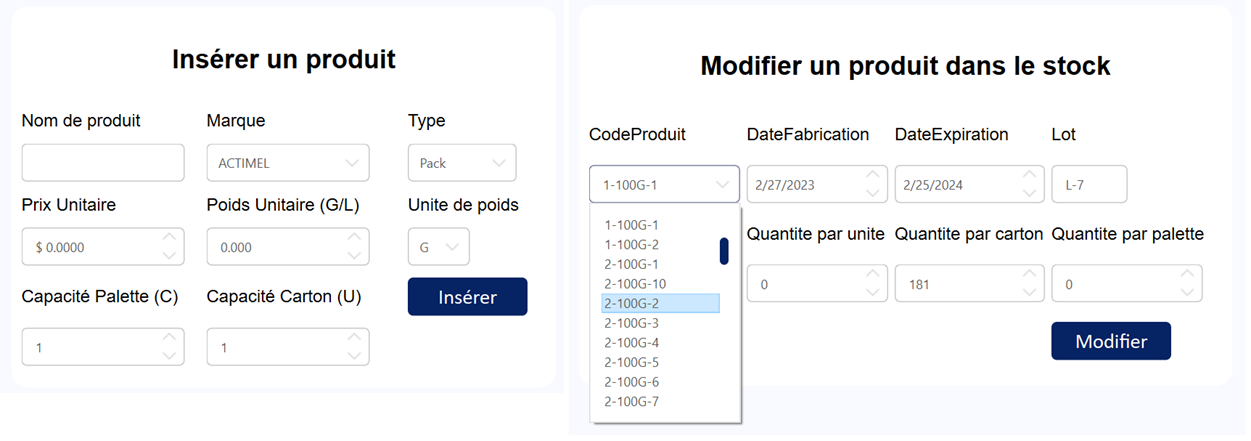 Insérer un produit
Nom de produit Marque Type
ACTIMEL Pack
Prix Unitaire Poids Unitaire (G/L) Unite de poids
$ 0.0000 0.000 G
Capacité Palette (C) Capacité Carton (U) Insérer
1 1
Modifier un produit dans le stock
CodeProduit DateFabrication DateExpiration Lot
1-100G-1 2/27/2023 2/25/2024 L-7
1-100G-1
1-100G-2
2-100G-1
2-100G-10
2-100G-2
2-100G-3
2-100G-4
2-100G-5
2-100G-6
2-100G-7
Quantite par unite Quantite par carton Quantite par palette
0 181 0
Modifier